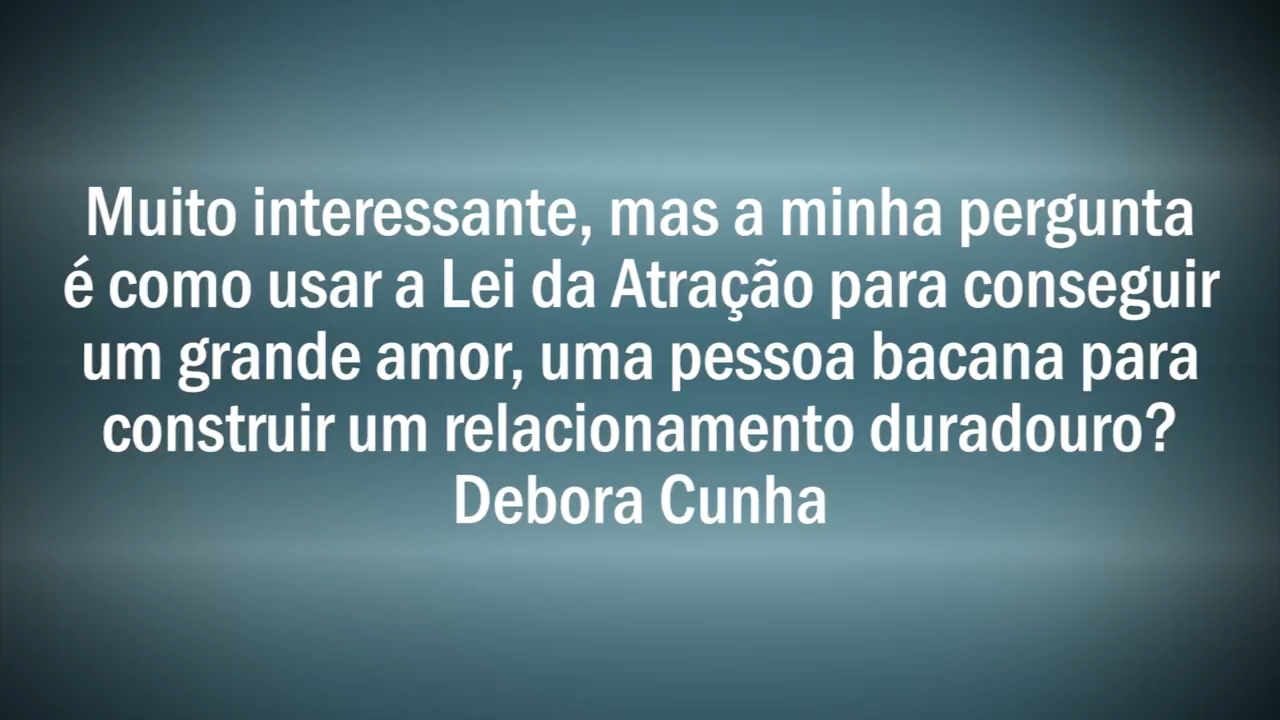 Muito interessante, mas a minha pergunta
é como usar a Lei da Atração para conseguir
um grande amor, uma pessoa bacana para
construir um relacionamento duradouro?
Debora Cunha